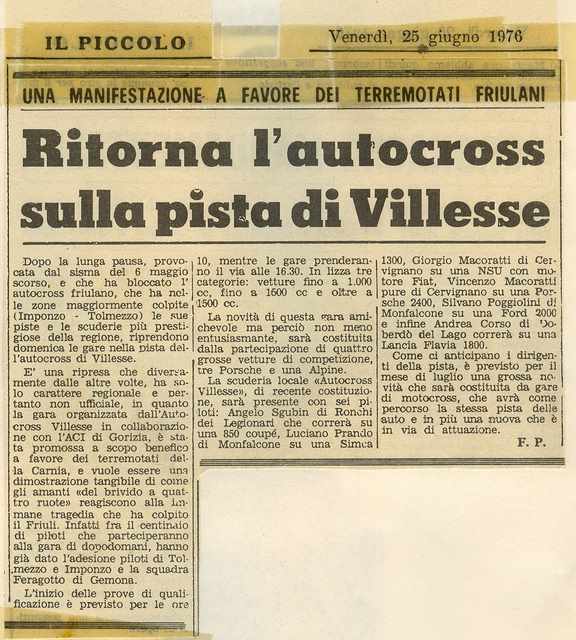 IL PICCOLO
Venerdì, 25 giugno 1976
UNA MANIFESTAZIONE A FAVORE DEI TERREMOTATI FRIULANI
Ritorna l'autocross
sulla pista di Villesse
Dopo la lunga pausa, provo-
cata dal sisma del 6 maggio
scorso, e che ha bloccato l'
autocross friulano, che ha nel-
le zone maggiormente colpite
(Imponzo - Tolmezzo) le sue
piste e le scuderie più presti-
giose della regione, riprendono
domenica le gare nella pista del-
l'autocross di Villesse.
E' una ripresa che diversa-
mente dalle altre volte, ha so-
lo carattere regionale e per-
tanto non ufficiale, in quanto
la gara organizzata dall'Auto-
cross Villesse in collaborazio-
ne con l'ACI di Gorizia, è sta-
ta promossa a scopo benefico
a favore dei terremotati del-
la Carnia, e vuole essere una
dimostrazione tangibile di come
gli amanti «del brivido a quat-
tro ruote» reagiscono alla im-
mane tragedia che ha colpito
il Friuli. Infatti fra il centinaio
di piloti che parteciperanno
alla gara di dopodomani, hanno
già dato l'adesione piloti di Tol-
mezzo e Imponzo e la squadra
Feragotto di Gemona.
L'inizio delle prove di quali-
ficazione è previsto per le ore
10, mentre le gare prenderan-
no il via alle 16.30. In lizza tre
categorie: vetture fino a 1.000
cc, fino a 1600 cc e oltre a
1500 cc.
La novità di questa gara ami-
chevole ma perciò non meno
entusiasmante, sarà costituita
dalla partecipazione di quattro
grosse vetture di competizione,
tre Porsche e una Alpine.
La scuderia locale «Autocross
Villesse», di recente costituzio-
ne, sarà presente con sei pi-
loti: Angelo Sgubin di Ronchi
dei Legionari che correrà su
una 850 coupé, Luciano Prando
di Monfalcone su una Simca
1300, Giorgio Macoratti di Cer-
vignano su una NSU con mo-
tore Fiat, Vincenzo Macoratti
pure di Cervignano su una Por-
sche 2400, Silvano Poggiolini di
Monfalcone su una Ford 2000
e infine Andrea Corso di Do-
berdò del Lago correrà su una
Lancia Flavia 1800.
Come ci anticipano i dirigen-
ti della pista, è previsto per il
mese di luglio una grossa no-
vità che sarà costituita da gare
di motocross, che avrà come
percorso la stessa pista delle
auto e in più una nuova che è
in via di attuazione.
F. P.